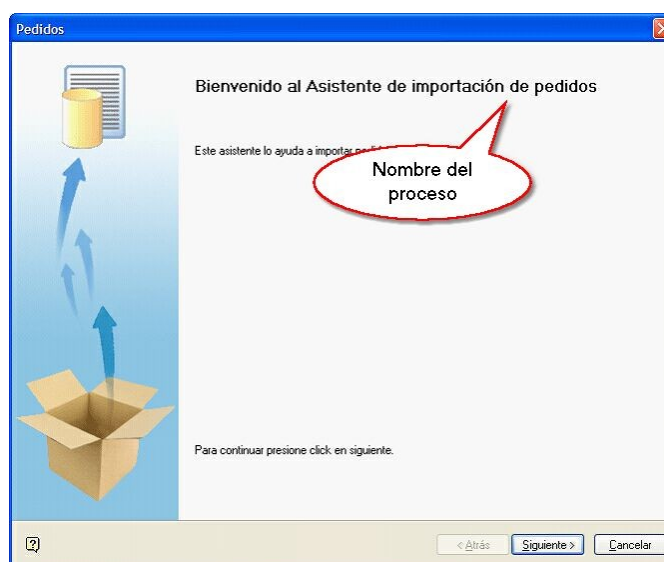 Pedidos
Bienvenido al Asistente de importación de pedidos
Este asistente lo ayuda a importar
Nombre del
proceso
Para continuar presione click en siguiente.
< Atrás
Siguiente >
Cancelar